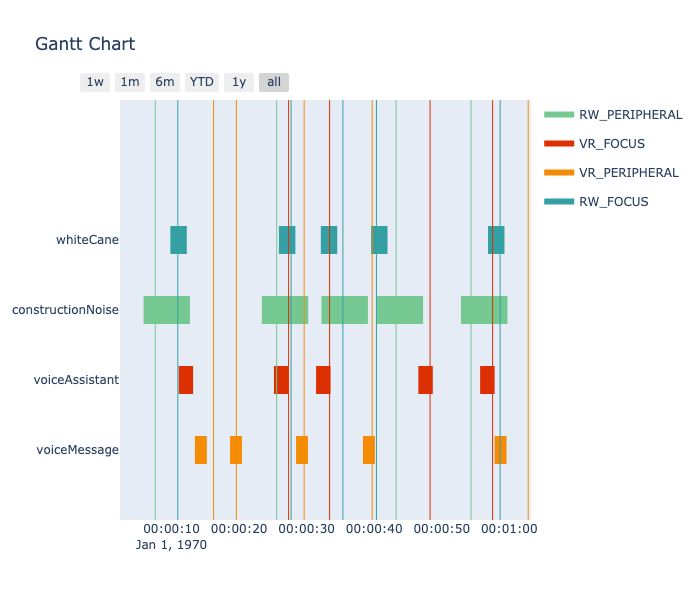 Gantt Chart
1w 1m 6m YTD 1y all
RW_PERIPHERAL
VR_FOCUS
VR_PERIPHERAL
RW_FOCUS
whiteCane
constructionNoise
voiceAssistant
voiceMessage
00:00:10 00:00:20 00:00:30 00:00:40 00:00:50 00:01:00
Jan 1, 1970